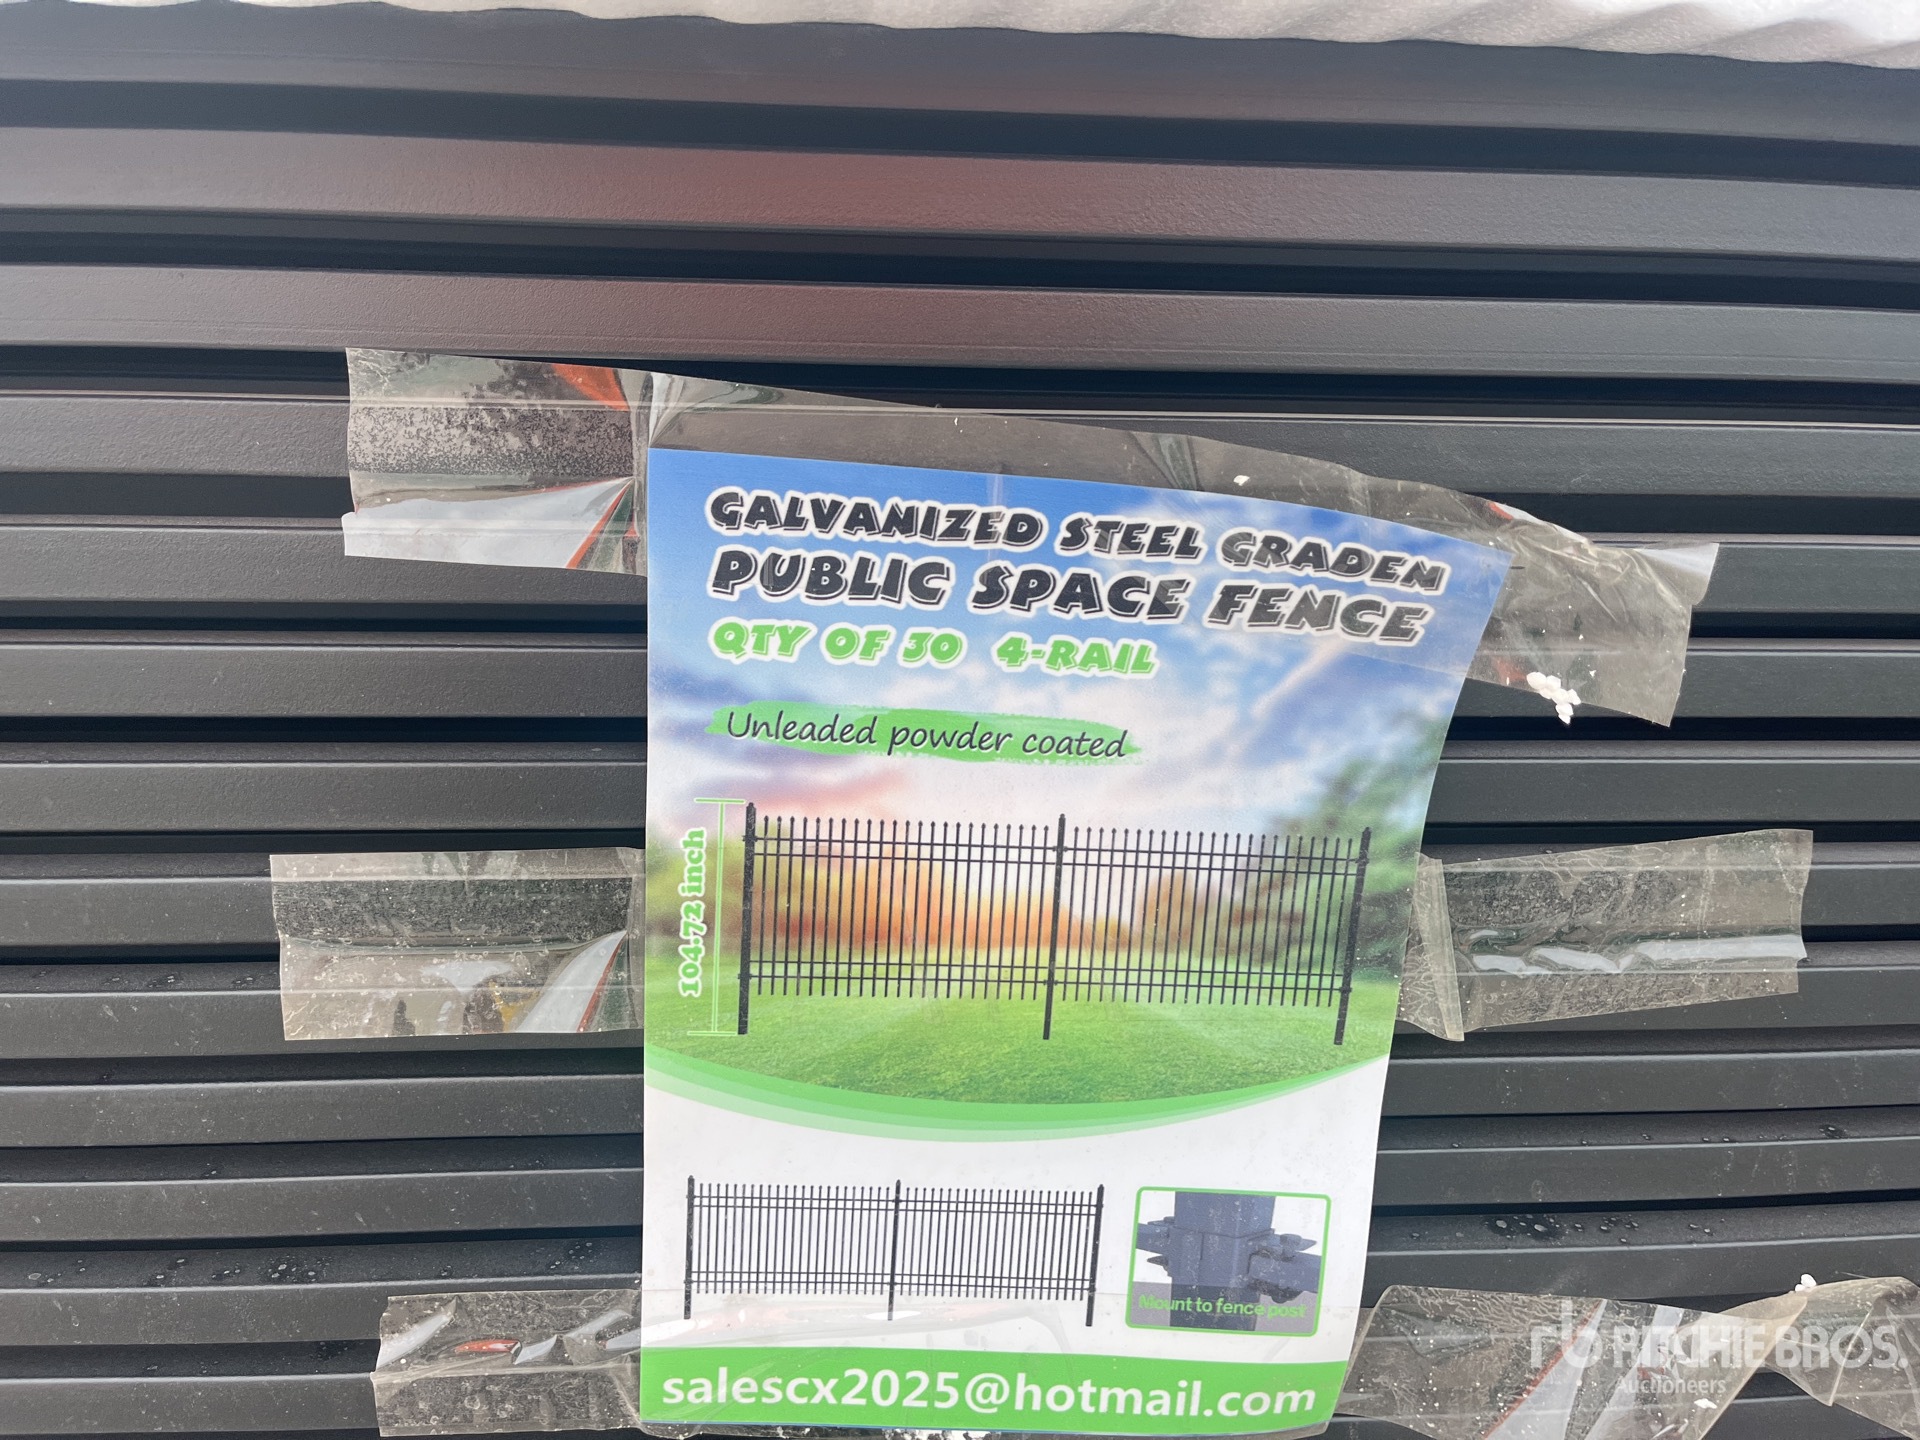 GALVANIZED STEEL GRADEN
PUBLIC SPACE FENCE
QTY OF 30 4-RAIL
Unleaded powder coated
104.72 inch
Mount to fence post
salescx2025@hotmail.com
rb RITCHIE BROS.
Auctioneers